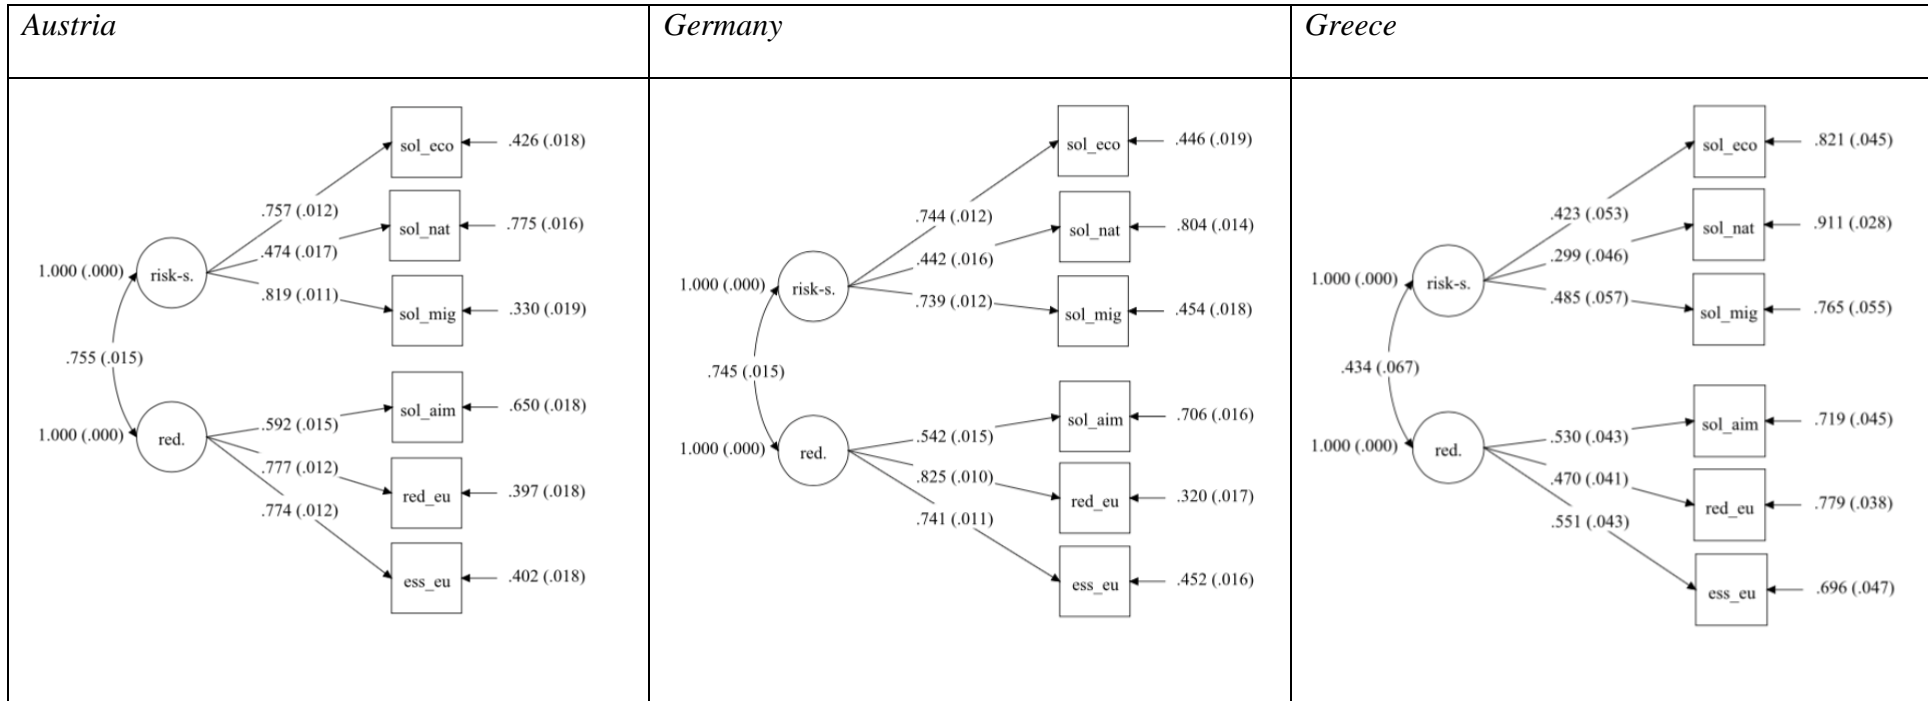 Austria
Germany
Greece
sol_eco
.426 (.018)
.757 (.012)
sol_nat
.775 (.016)
.474 (.017)
1.000 (.000)
risk-s.
.819 (.011)
sol_mig
.330 (.019)
.755 (.015)
sol_aim
.650 (.018)
.592 (.015)
1.000 (.000)
red.
.777 (.012)
red_eu
.397 (.018)
.774 (.012)
ess_eu
.402 (.018)
sol_eco
.446 (.019)
.744 (.012)
sol_nat
.804 (.014)
.442 (.016)
1.000 (.000)
risk-s.
.739 (.012)
sol_mig
.454 (.018)
.745 (.015)
sol_aim
.706 (.016)
.542 (.015)
1.000 (.000)
red.
.825 (.010)
red_eu
.320 (.017)
.741 (.011)
ess_eu
.452 (.016)
sol_eco
.821 (.045)
.423 (.053)
sol_nat
.911 (.028)
.299 (.046)
1.000 (.000)
risk-s.
.485 (.057)
sol_mig
.765 (.055)
.434 (.067)
sol_aim
.719 (.045)
.530 (.043)
1.000 (.000)
red.
.470 (.041)
red_eu
.779 (.038)
.551 (.043)
ess_eu
.696 (.047)